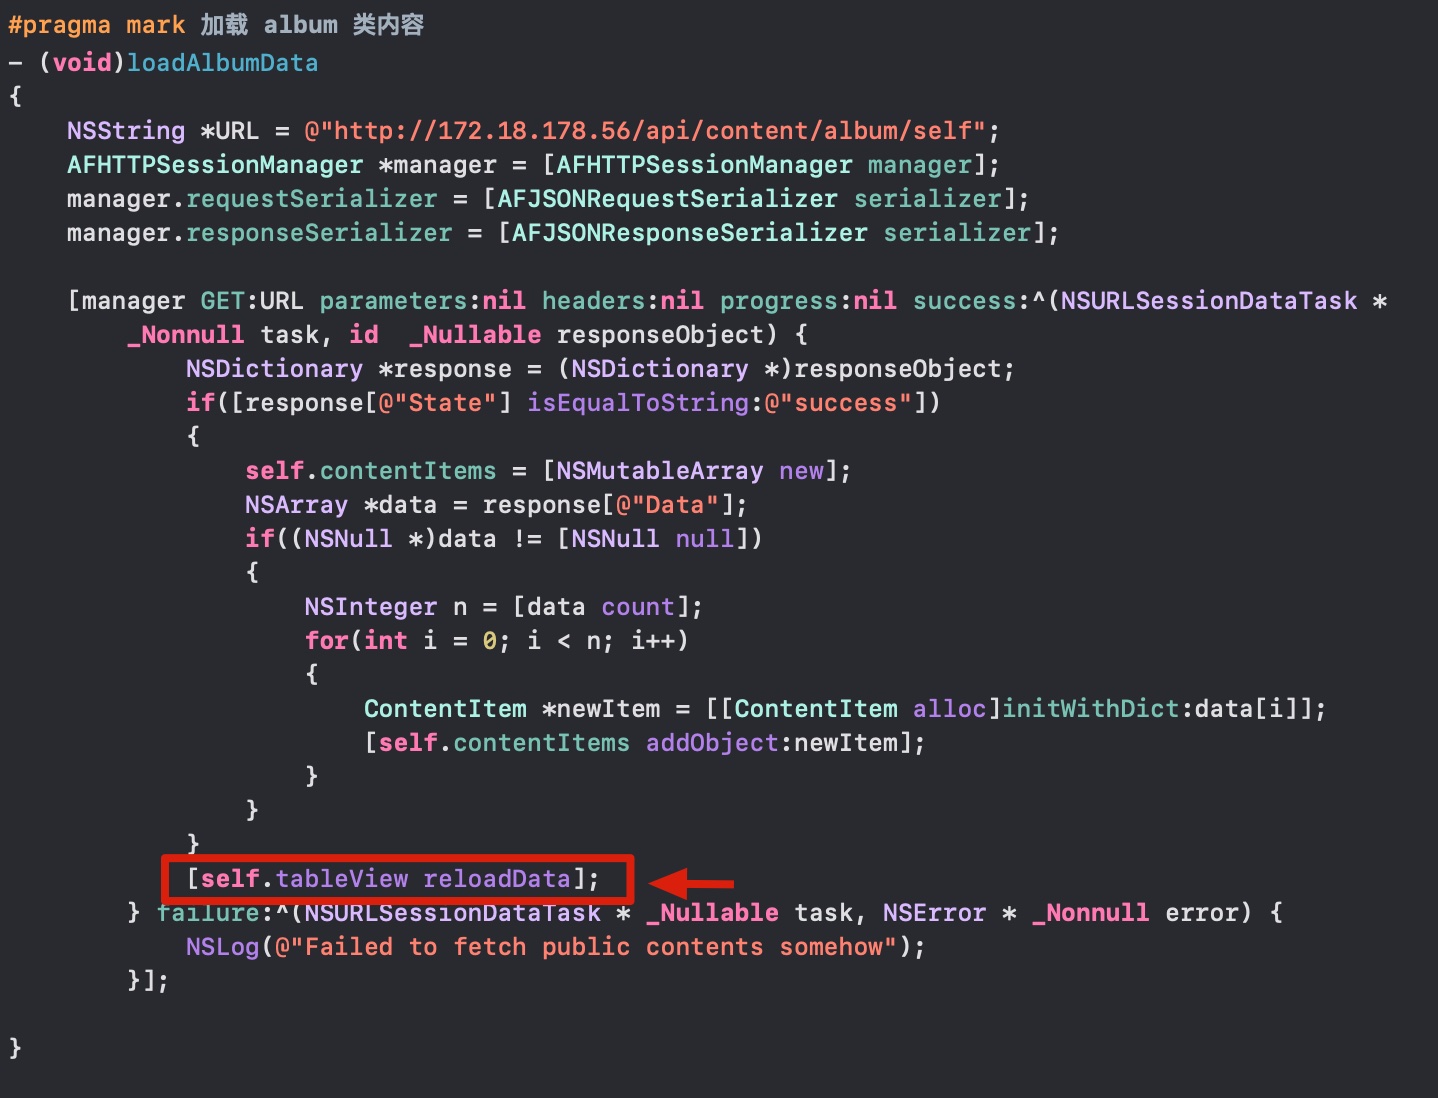 #pragma mark 加载 album 类内容
- (void)loadAlbumData
{
    NSString *URL = @"http://172.18.178.56/api/content/album/self";
    AFHTTPSessionManager *manager = [AFHTTPSessionManager manager];
    manager.requestSerializer = [AFJSONRequestSerializer serializer];
    manager.responseSerializer = [AFJSONResponseSerializer serializer];

    [manager GET:URL parameters:nil headers:nil progress:nil success:^(NSURLSessionDataTask *
        _Nonnull task, id  _Nullable responseObject) {
            NSDictionary *response = (NSDictionary *)responseObject;
            if([response[@"State"] isEqualToString:@"success"])
            {
                self.contentItems = [NSMutableArray new];
                NSArray *data = response[@"Data"];
                if((NSNull *)data != [NSNull null])
                {
                    NSInteger n = [data count];
                    for(int i = 0; i < n; i++)
                    {
                        ContentItem *newItem = [[ContentItem alloc]initWithDict:data[i]];
                        [self.contentItems addObject:newItem];
                    }
                }
            }
            [self.tableView reloadData];
        } failure:^(NSURLSessionDataTask * _Nullable task, NSError * _Nonnull error) {
            NSLog(@"Failed to fetch public contents somehow");
        }];

}